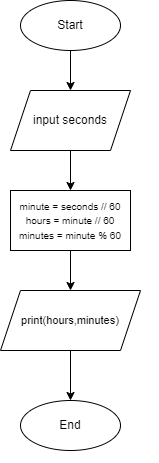 Start
input seconds
minute = seconds // 60
hours = minute // 60
minutes = minute % 60
print(hours,minutes)
End